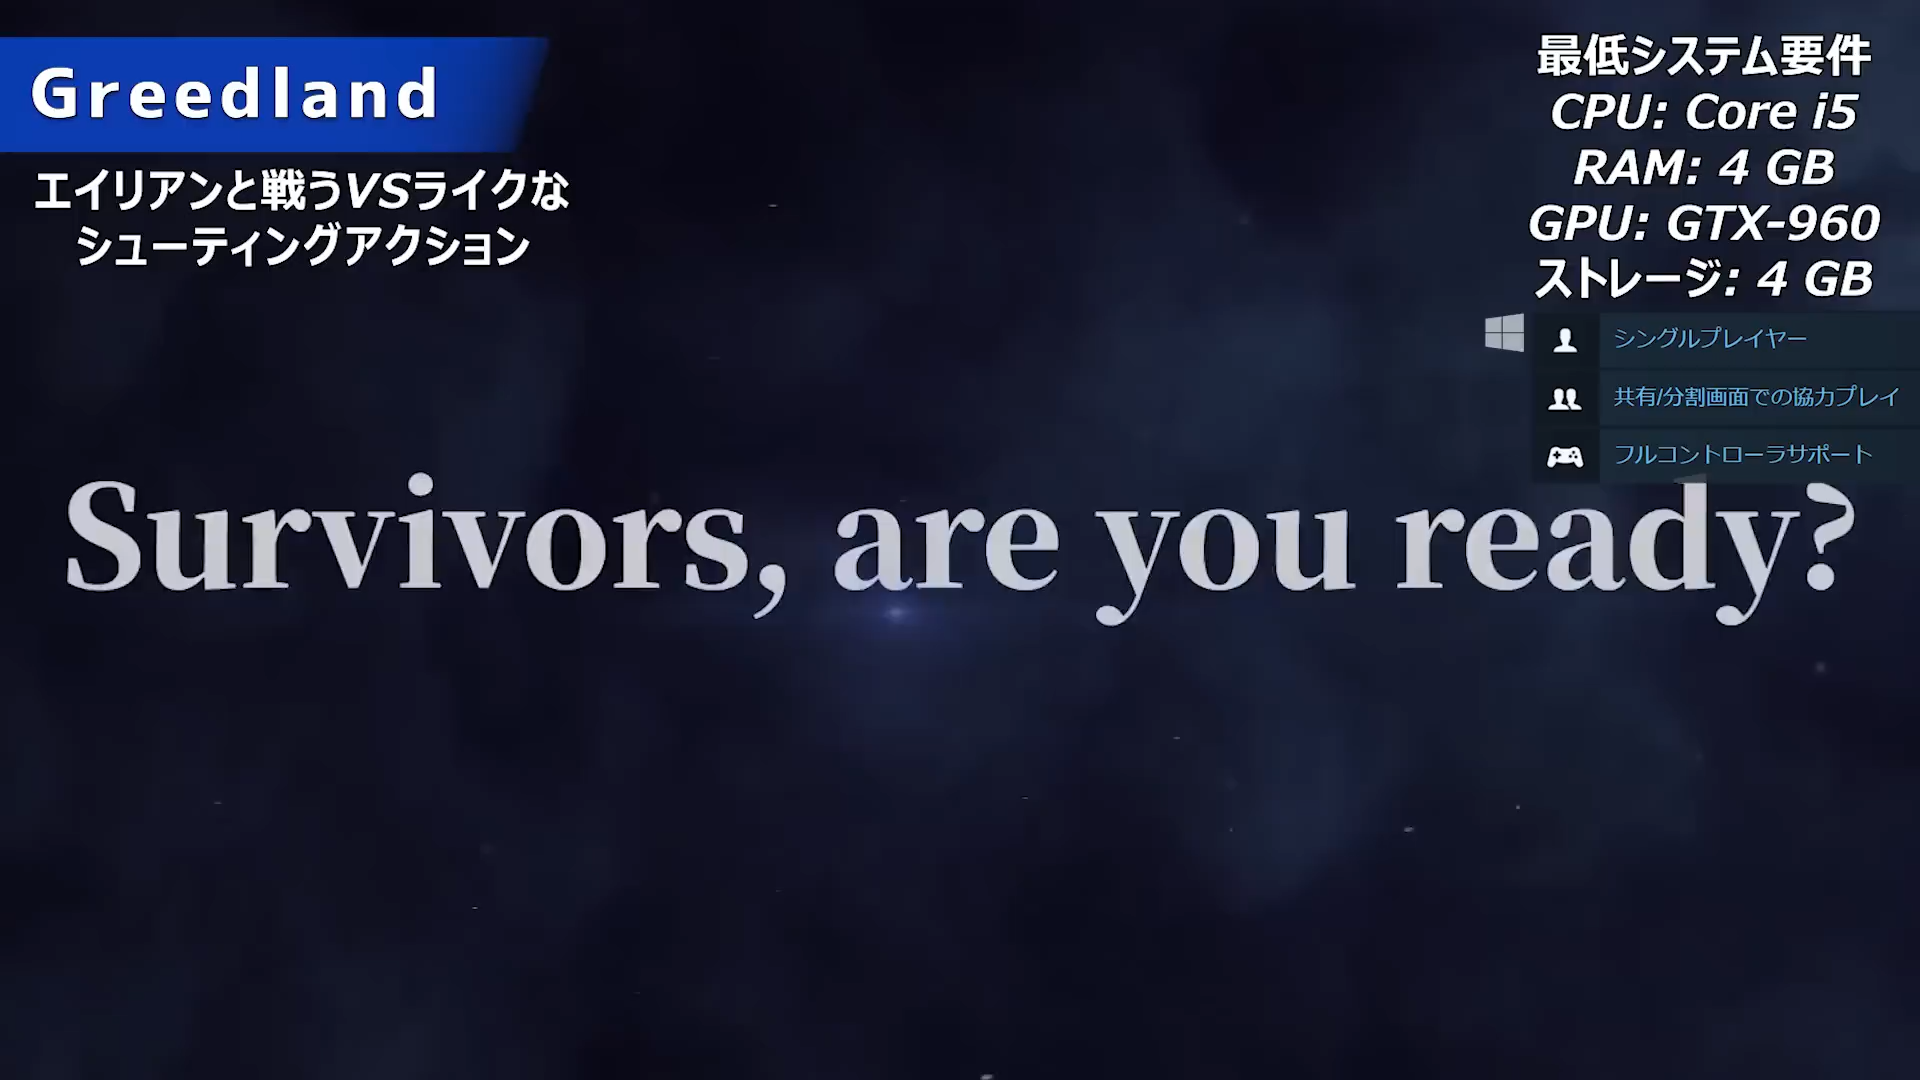 Greedland
エイリアンと戦うVSライクな
シューティングアクション
最低システム要件
CPU: Core i5
RAM: 4 GB
GPU: GTX-960
ストレージ: 4 GB
シングルプレイヤー
共有/分割画面での協力プレイ
フルコントローラサポート
Survivors, are you ready?